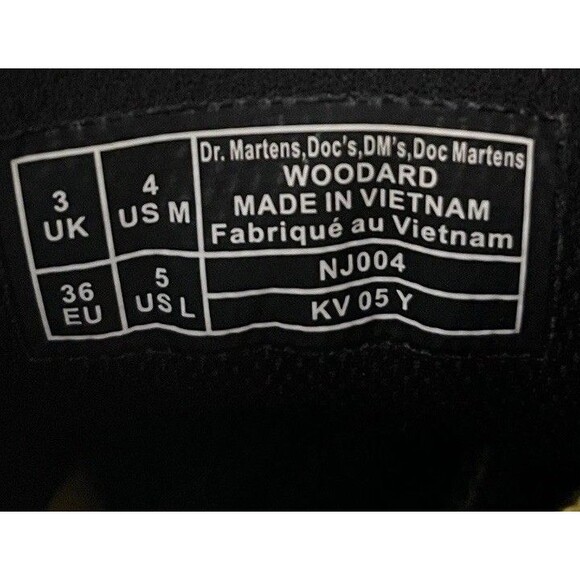 3
UK
4
US M
36
EU
5
US L
Dr. Martens,Doc's,DM's,Doc Martens
WOODARD
MADE IN VIETNAM
Fabriqué au Vietnam
NJ004
KV 05 Y